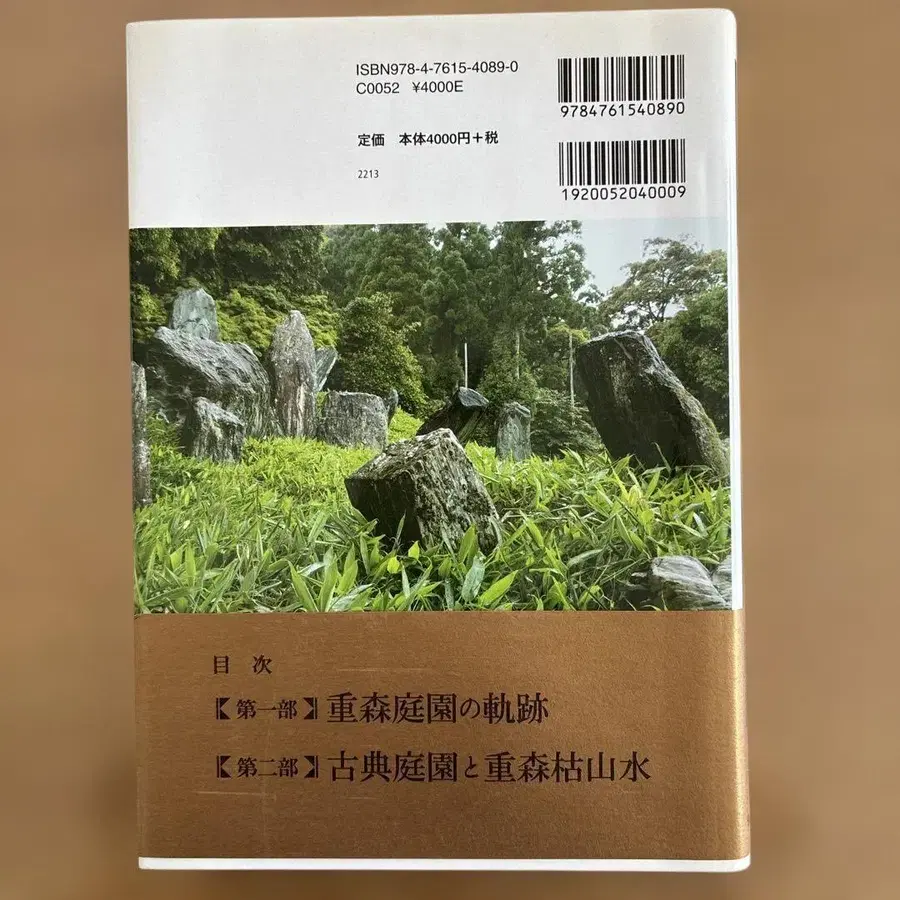 ISBN978-4-7615-4089-0
C0052 ¥4000E
9784761540890
定価 本体4000円+税
2213
1920052040009
目 次
【第一部】重森庭園の軌跡
【第二部】古典庭園と重森枯山水